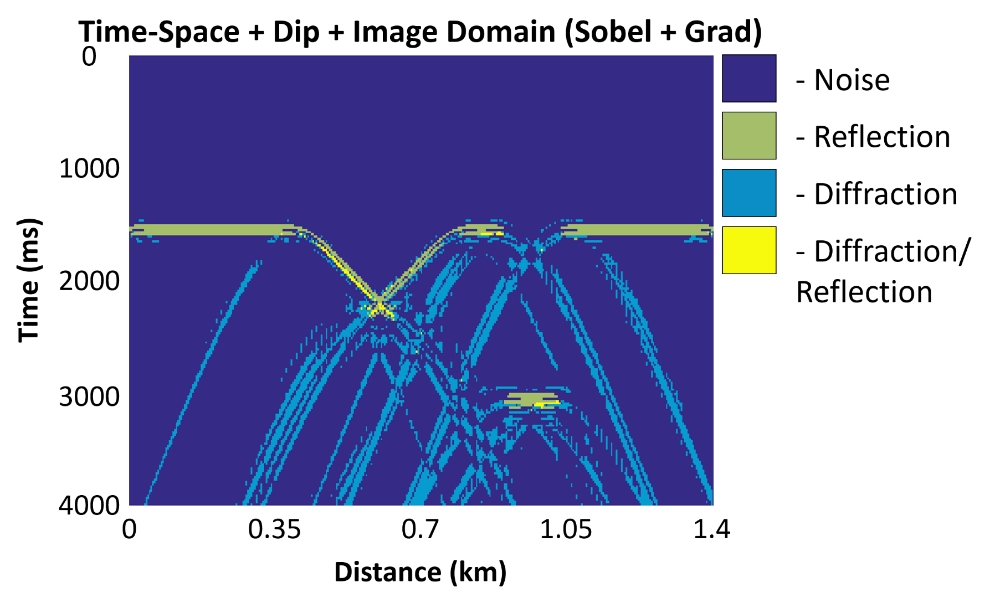 Time-Space + Dip + Image Domain (Sobel + Grad)
0
1000
2000
3000
4000
Time (ms)
0 0.35 0.7 1.05 1.4
Distance (km)
- Noise
- Reflection
- Diffraction
- Diffraction/
Reflection